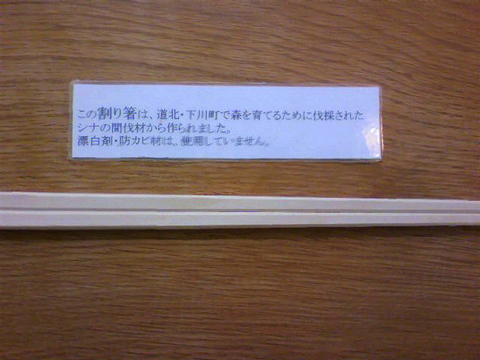 この割り箸は、道北・下川町で森を育てるために伐採された
シナの間伐材から作られました。
漂白剤・防カビ材は、使用していません。